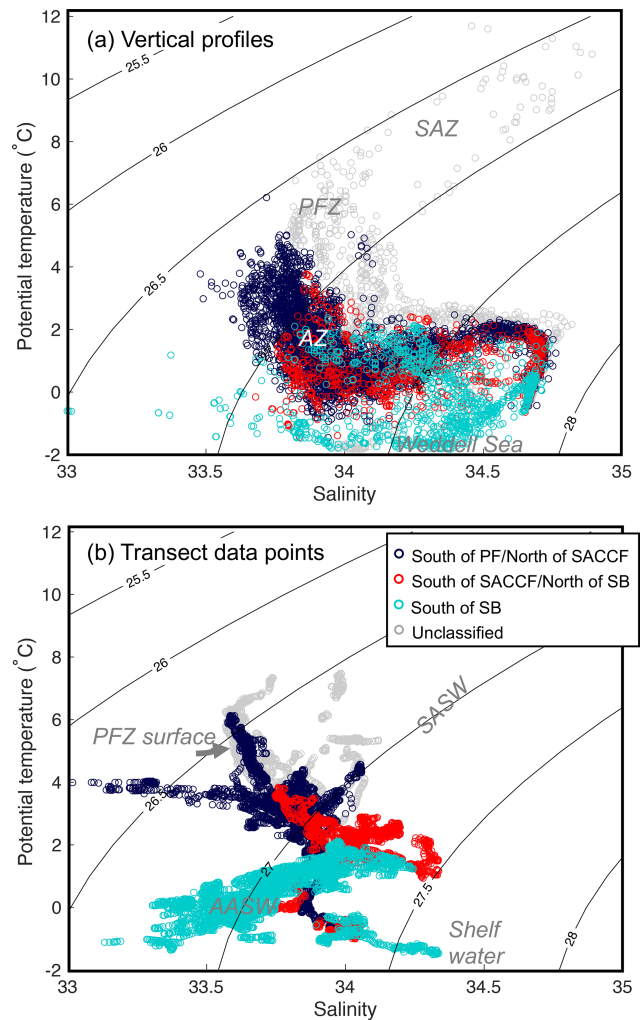 (a) Vertical profiles
12
10
8
6
4
2
0
-2
Potential temperature (°C)
25.5
26
26.5
28
SAZ
PFZ
AZ
Weddell Sea
33
33.5
34
34.5
35
Salinity
(b) Transect data points
South of PF/North of SACCF
South of SACCF/North of SB
South of SB
Unclassified
12
10
8
6
4
2
0
-2
Potential temperature (°C)
25.5
26
26.5
27
27.5
28
SASW
PFZ surface
AASW
Shelf
water
33
33.5
34
34.5
35
Salinity